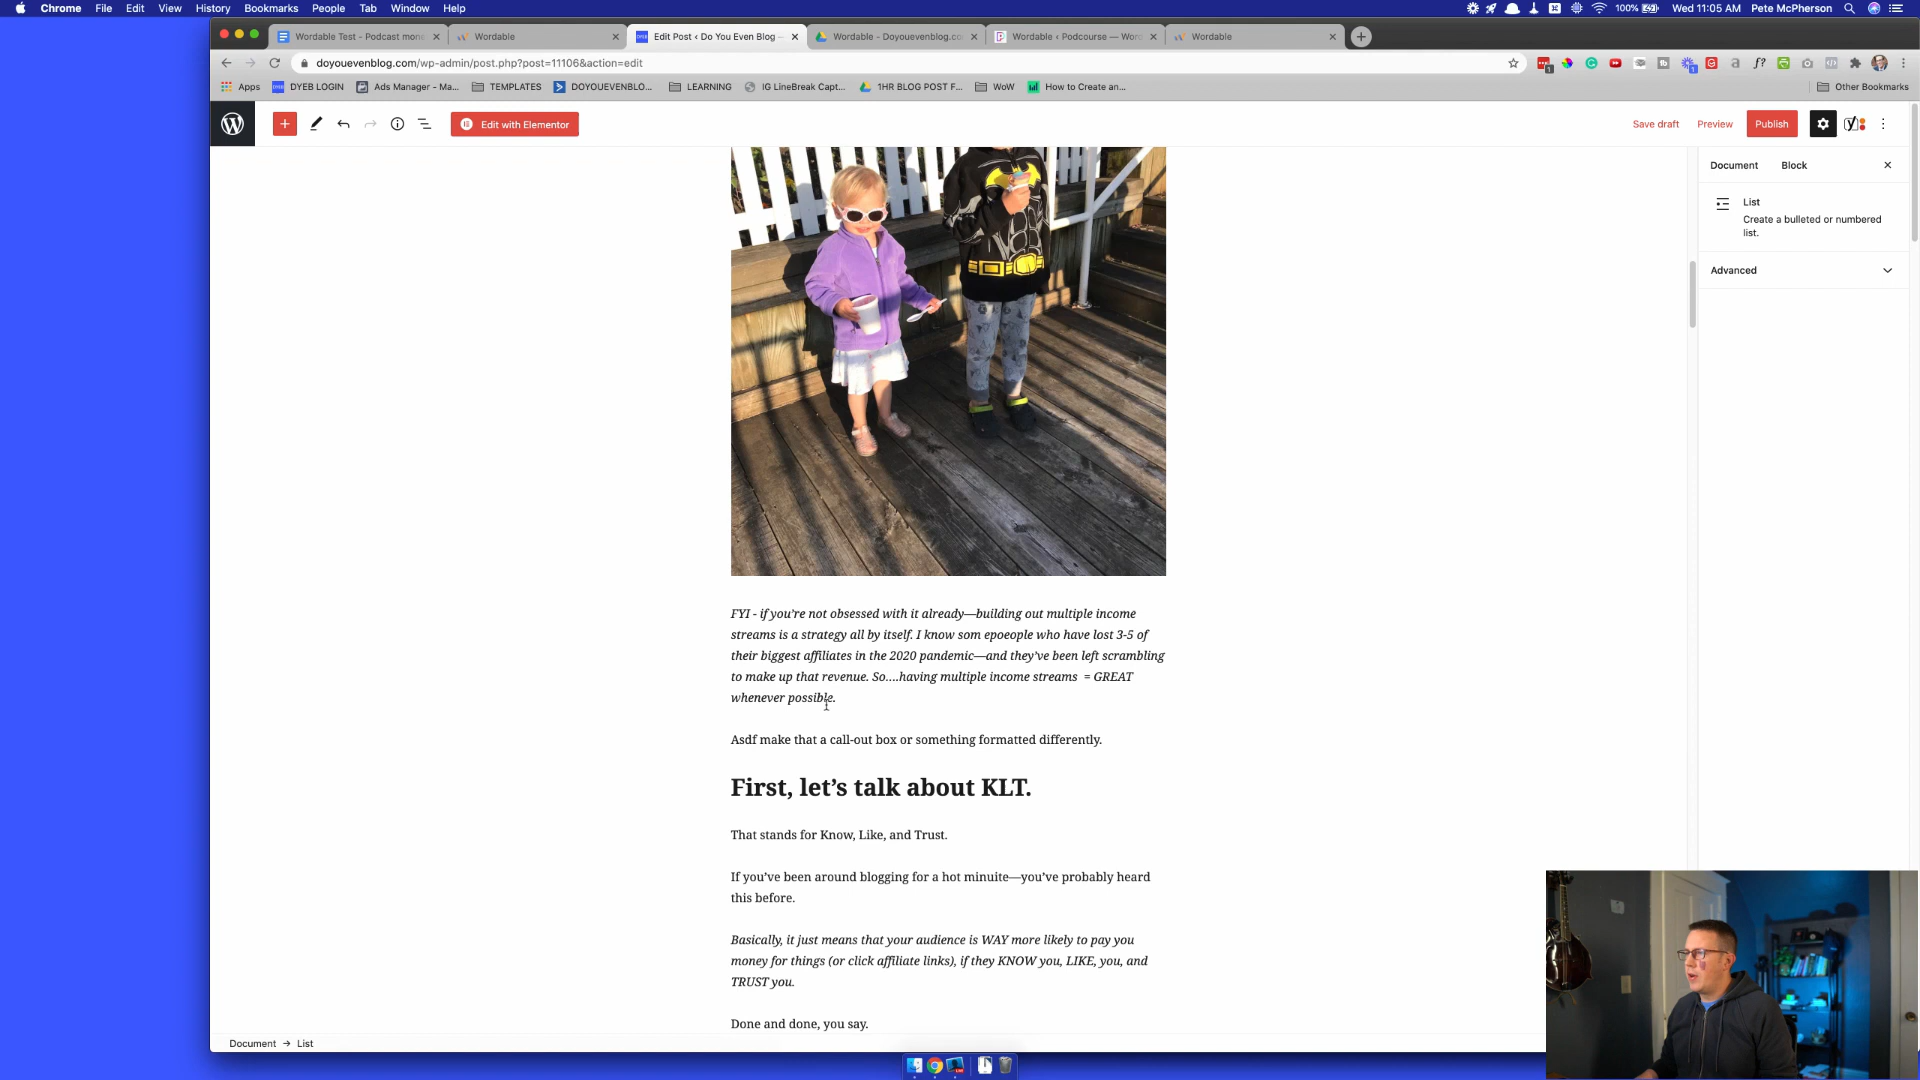 Chrome File Edit View History Bookmarks People Tab Window Help
100% Wed 11:05 AM Pete McPherson
Wordable Test - Podcast mone
Wordable
Edit Post ‹ Do You Even Blog —
Wordable - Doyouevenblog.co
Wordable ‹ Podcourse — Wor
Wordable
doyouevenblog.com/wp-admin/post.php?post=11106&action=edit
Apps
DYEB LOGIN
Ads Manager - Ma...
TEMPLATES
DOYOUEVENBLO...
LEARNING
IG LineBreak Capt...
1HR BLOG POST F...
WoW
How to Create an...
Other Bookmarks
Edit with Elementor
Save draft
Preview
Publish
Document
Block
List
Create a bulleted or numbered
list.
Advanced
FYI - if you’re not obsessed with it already—building out multiple income
streams is a strategy all by itself. I know som epoeople who have lost 3-5 of
their biggest affiliates in the 2020 pandemic—and they’ve been left scrambling
to make up that revenue. So....having multiple income streams  = GREAT
whenever possible.
Asdf make that a call-out box or something formatted differently.
First, let’s talk about KLT.
That stands for Know, Like, and Trust.
If you’ve been around blogging for a hot minuite—you’ve probably heard
this before.
Basically, it just means that your audience is WAY more likely to pay you
money for things (or click affiliate links), if they KNOW you, LIKE, you, and
TRUST you.
Done and done, you say.
Document → List